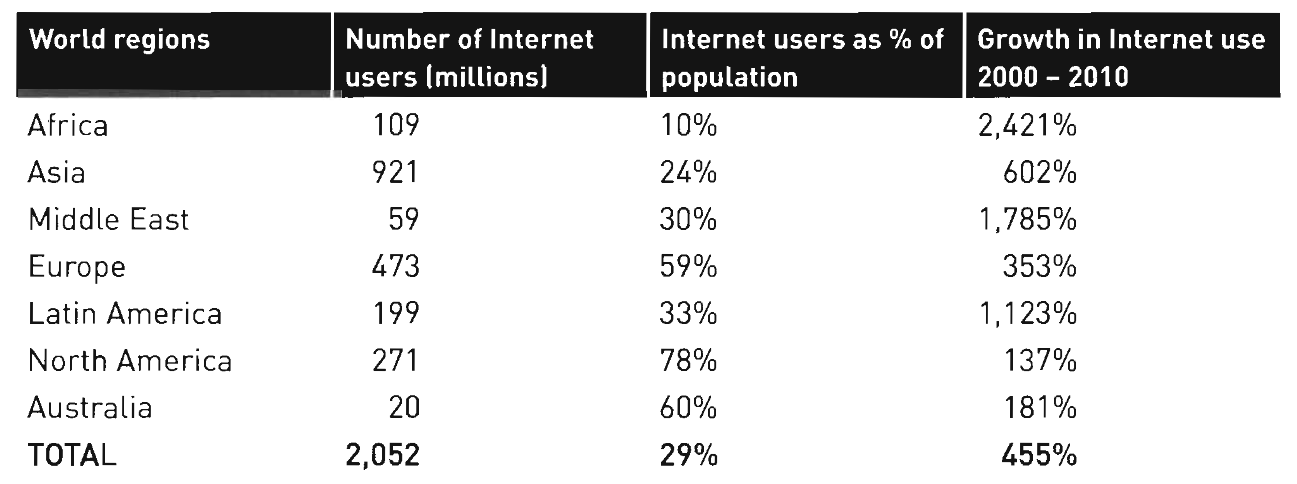 World regions Number of Internet users (millions) Internet users as % of population Growth in Internet use 2000 – 2010
Africa 109 10% 2,421%
Asia 921 24% 602%
Middle East 59 30% 1,785%
Europe 473 59% 353%
Latin America 199 33% 1,123%
North America 271 78% 137%
Australia 20 60% 181%
TOTAL 2,052 29% 455%